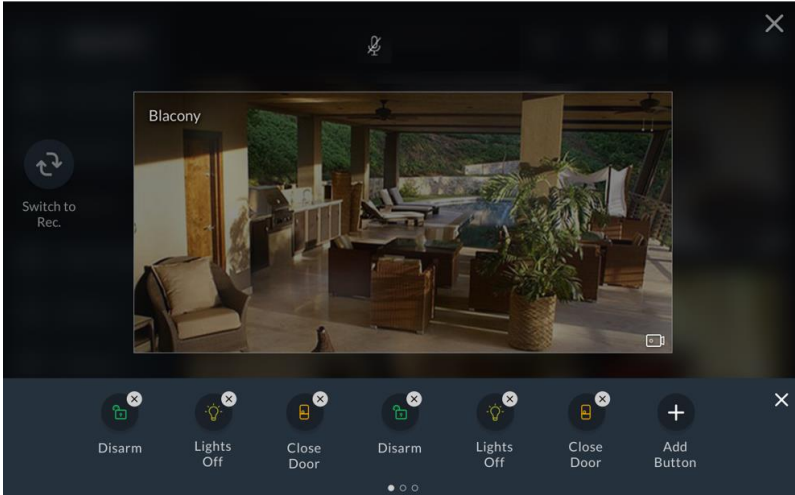 Blacony
Switch to
Rec.
Disarm
Lights
Off
Close
Door
Disarm
Lights
Off
Close
Door
Add
Button